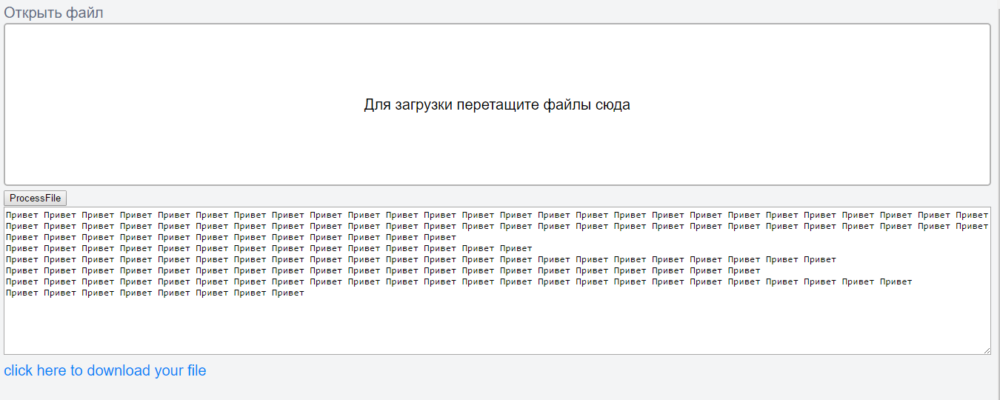 Открыть файл
Для загрузки перетащите файлы сюда
ProcessFile
Привет Привет Привет Привет Привет Привет Привет Привет Привет Привет Привет Привет Привет Привет Привет Привет Привет Привет Привет Привет Привет Привет Привет Привет Привет Привет
Привет Привет Привет Привет Привет Привет Привет Привет Привет Привет Привет Привет Привет Привет Привет Привет Привет Привет Привет Привет Привет Привет Привет Привет Привет Привет
Привет Привет Привет Привет Привет Привет Привет Привет Привет Привет Привет Привет
Привет Привет Привет Привет Привет Привет Привет Привет Привет Привет Привет Привет Привет Привет
Привет Привет Привет Привет Привет Привет Привет Привет Привет Привет Привет Привет Привет Привет Привет Привет Привет Привет Привет Привет Привет Привет
Привет Привет Привет Привет Привет Привет Привет Привет Привет Привет Привет Привет Привет Привет Привет Привет Привет Привет Привет Привет
Привет Привет Привет Привет Привет Привет Привет Привет Привет Привет Привет Привет Привет Привет Привет Привет Привет Привет Привет Привет Привет Привет Привет Привет
Привет Привет Привет Привет Привет Привет Привет Привет
click here to download your file